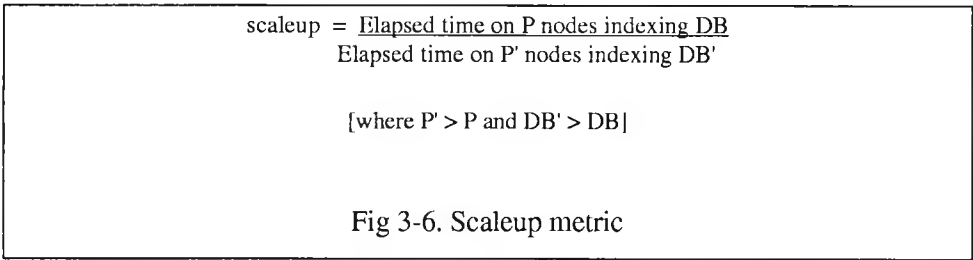 scaleup = Elapsed time on P nodes indexing DB
Elapsed time on P' nodes indexing DB'
[where P' > P and DB' > DB]
Fig 3-6. Scaleup metric